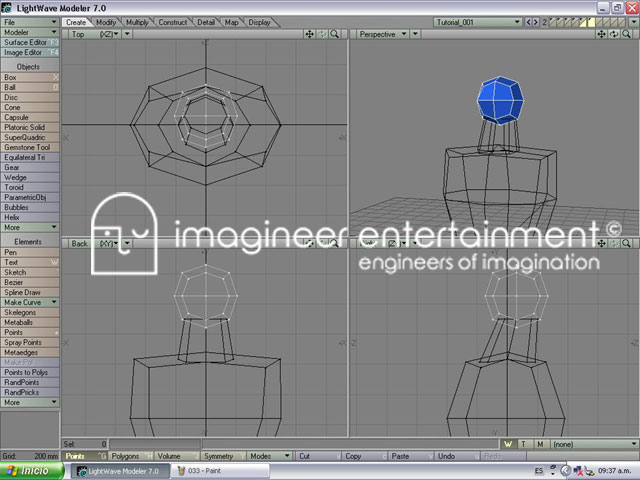 LightWave Modeler 7.0
File
Modeler
Surface Editor F5
Image Editor F4
Create Modify Multiply Construct Detail Map Display
Tutorial_001
2
Objects
Box X
Ball O
Disc
Cone
Capsule
Platonic Solid
SuperQuadric
Gemstone Tool
Equilateral Tri
Gear
Wedge
Toroid
ParametricObj
Bubbles
Helix
More
Elements
Pen
Text W
Sketch
Bezier
Spline Draw
Make Curve
Skelegons
Metaballs
Points +
Spray Points
Metaedges
Make Pol
Points to Polys
RandPoints
RandPricks
More
Top (XZ)
Perspective
Back (XY)
imagineer entertainment©
engineers of imagination
Sel: 0
W T M (none)
Grid: 200 mm
Points ^G Polygons ^H Volume ^J Symmetry Y Modes Cut Copy Paste Undo Redo
Inicio
LightWave Modeler 7.0
033 - Paint
ES
09:37 a.m.